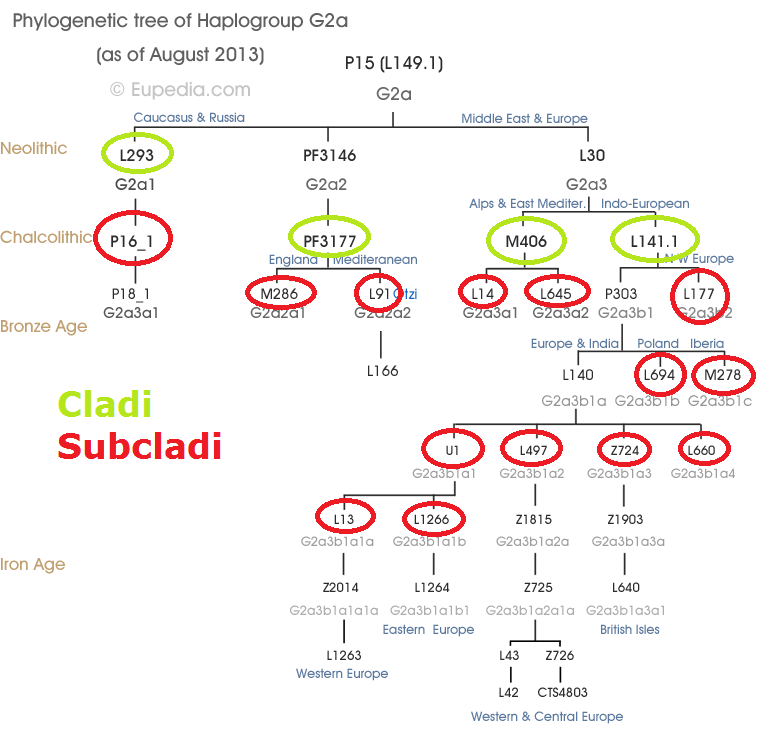 Phylogenetic tree of Haplogroup G2a
(as of August 2013)
P15 (L149.1)
© Eupedia.com
G2a
Caucasus & Russia
Middle East & Europe
Neolithic
L293
PF3146
L30
G2a1
G2a2
G2a3
Alps & East Mediter.
Indo-European
Chalcolithic
P16_1
PF3177
M406
L141.1
England
Mediteranean
N-W Europe
P18_1
M286
L91
Otzi
L14
L645
P303
L177
G2a3a1
G2a2a1
G2a2a2
G2a3a1
G2a3a2
G2a3b1
G2a3b2
Bronze Age
Europe & India
Poland
Iberia
L166
L140
L694
M278
G2a3b1a
G2a3b1b
G2a3b1c
Cladi
Subcladi
U1
L497
Z724
L660
G2a3b1a1
G2a3b1a2
G2a3b1a3
G2a3b1a4
L13
L1266
Z1815
Z1903
G2a3b1a1a
G2a3b1a1b
G2a3b1a2a
G2a3b1a3a
Iron Age
Z2014
L1264
Z725
L640
G2a3b1a1a1a
G2a3b1a1b1
G2a3b1a2a1a
G2a3b1a3a1
Eastern Europe
British Isles
L1263
L43
Z726
Western Europe
L42
CTS4803
Western & Central Europe